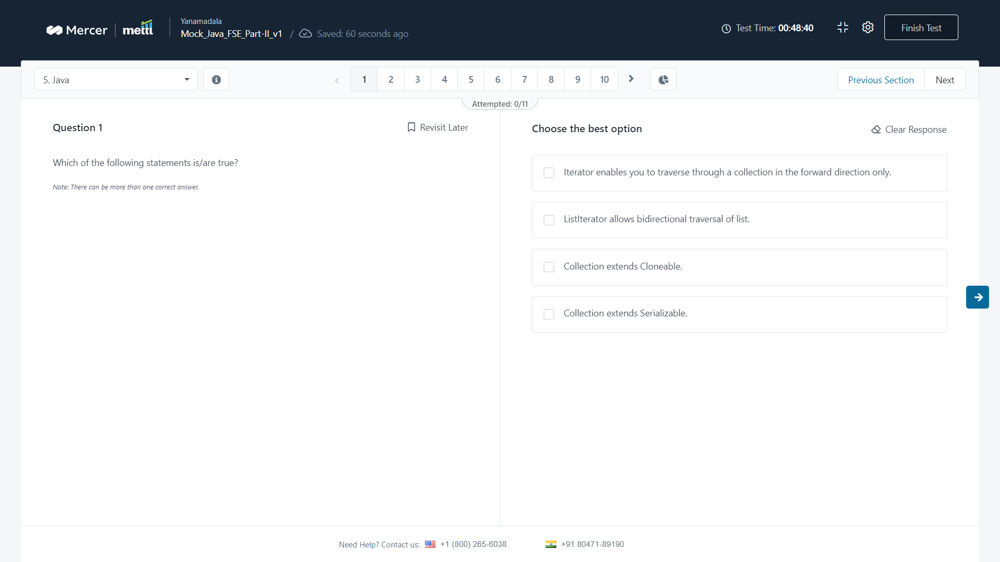 Mercer mettl
Yanamadala
Mock_Java_FSE_Part-II_v1 / Saved: 60 seconds ago
Test Time: 00:48:40
Finish Test
5. Java
1 2 3 4 5 6 7 8 9 10
Previous Section
Next
Attempted: 0/11
Question 1
Revisit Later
Which of the following statements is/are true?
Note: There can be more than one correct answer.
Choose the best option
Clear Response
Iterator enables you to traverse through a collection in the forward direction only.
ListIterator allows bidirectional traversal of list.
Collection extends Cloneable.
Collection extends Serializable.
Need Help? Contact us: +1 (800) 265-6038 +91 80471-89190